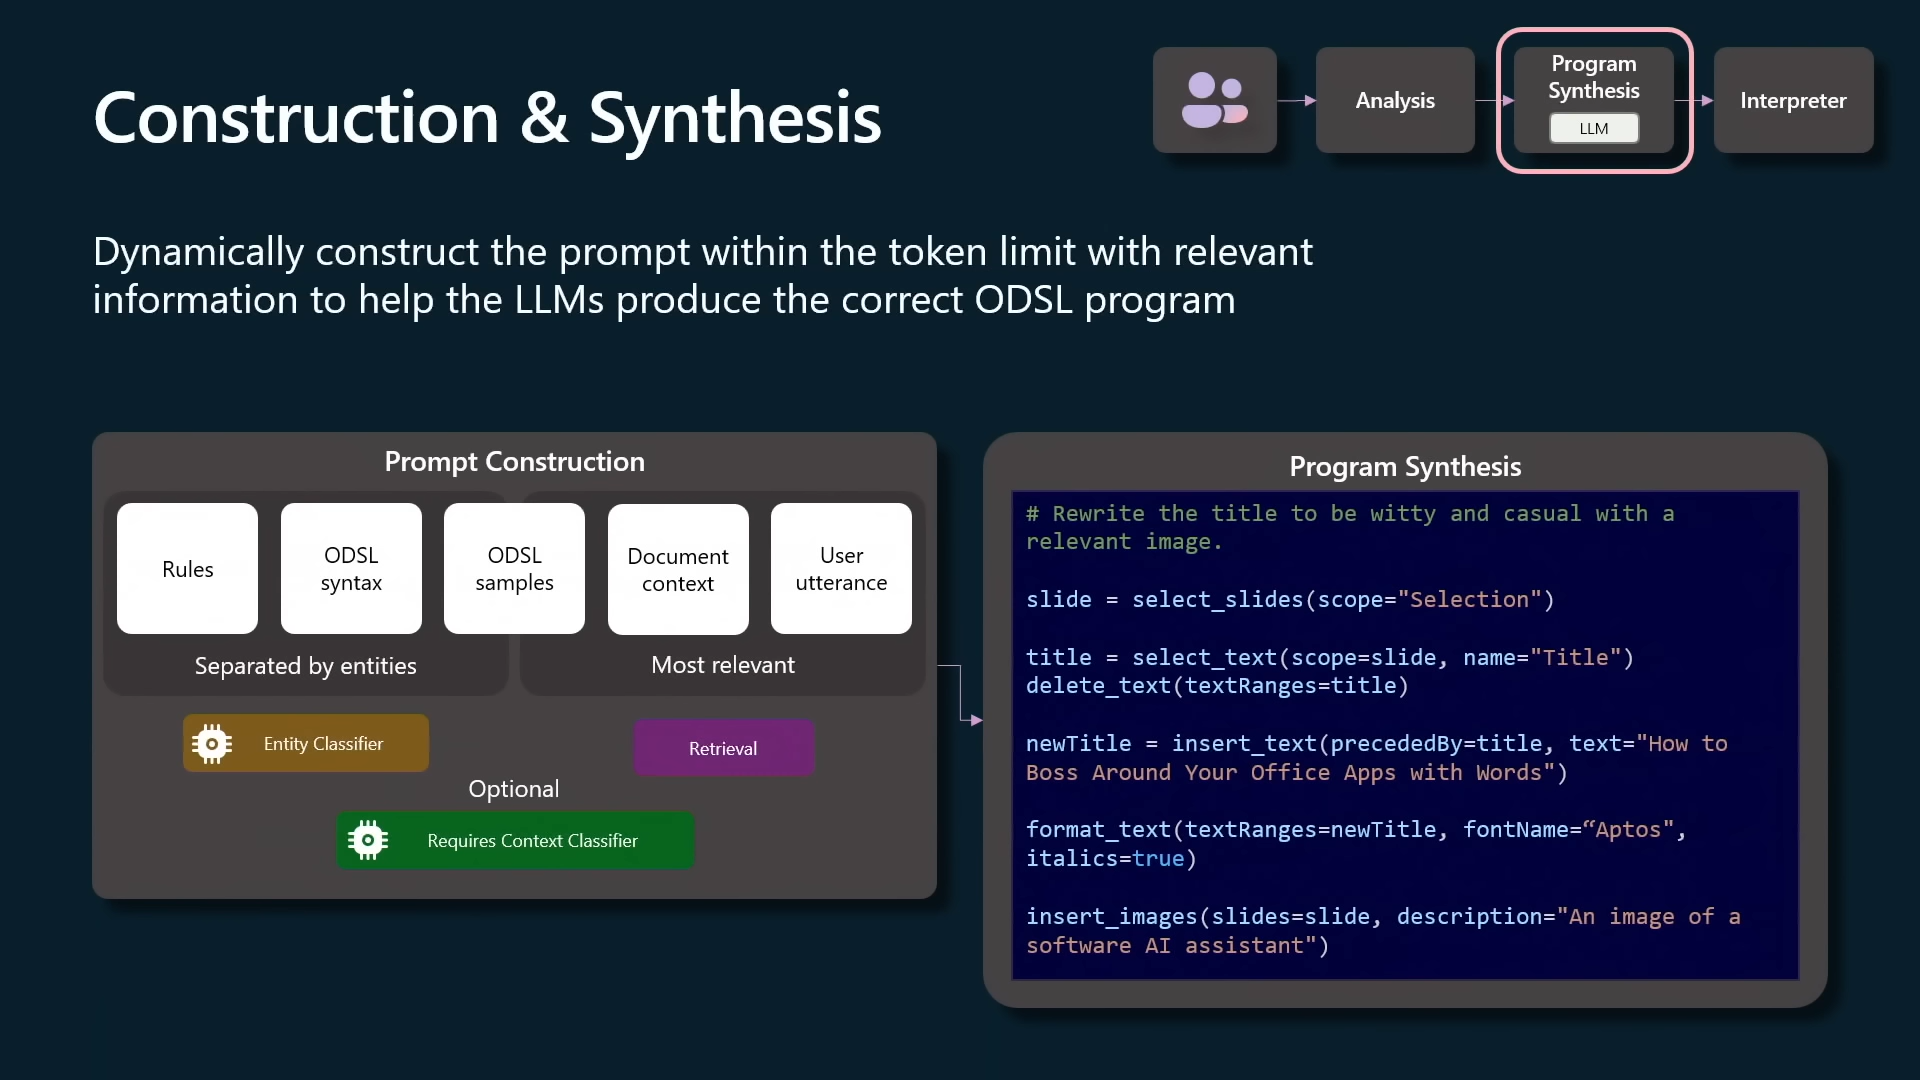 Construction & Synthesis
Analysis
Program
Synthesis
LLM
Interpreter
Dynamically construct the prompt within the token limit with relevant
information to help the LLMs produce the correct ODSL program
Prompt Construction
Rules
ODSL
syntax
ODSL
samples
Document
context
User
utterance
Separated by entities
Most relevant
Entity Classifier
Retrieval
Optional
Requires Context Classifier
Program Synthesis
# Rewrite the title to be witty and casual with a
relevant image.
slide = select_slides(scope="Selection")
title = select_text(scope=slide, name="Title")
delete_text(textRanges=title)
newTitle = insert_text(precededBy=title, text="How to
Boss Around Your Office Apps with Words")
format_text(textRanges=newTitle, fontName=“Aptos",
italics=true)
insert_images(slides=slide, description="An image of a
software AI assistant")